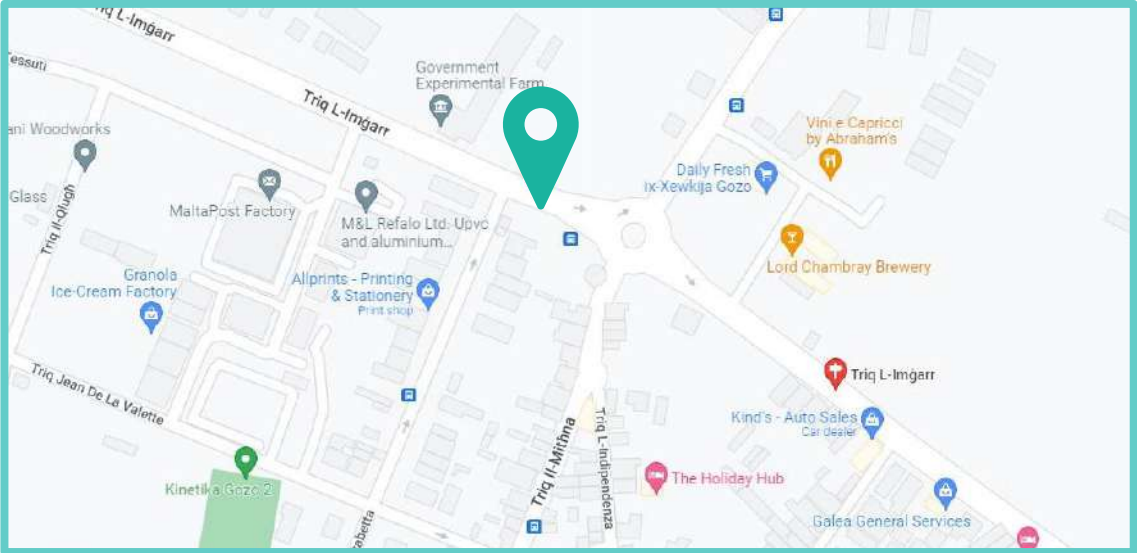 L-Imġarr
Government
Experimental Farm
Triq L-Imġarr
Woodworks
Glass
Triq Il-Qlugħ
MaltaPost Factory
M&L Refalo Ltd. Upvc
and aluminium...
Vini e Capricci
by Abraham's
Daily Fresh
ix-Xewkija Gozo
Lord Chambray Brewery
Granola
Ice-Cream Factory
Allprints - Printing
& Stationery
Print shop
Triq Jean De La Valette
Triq L-Imġarr
Kind's - Auto Sales
Car dealer
Triq Il-Mitħna
Triq L-Indipendenza
The Holiday Hub
Kinetika Gozo 2
Galea General Services